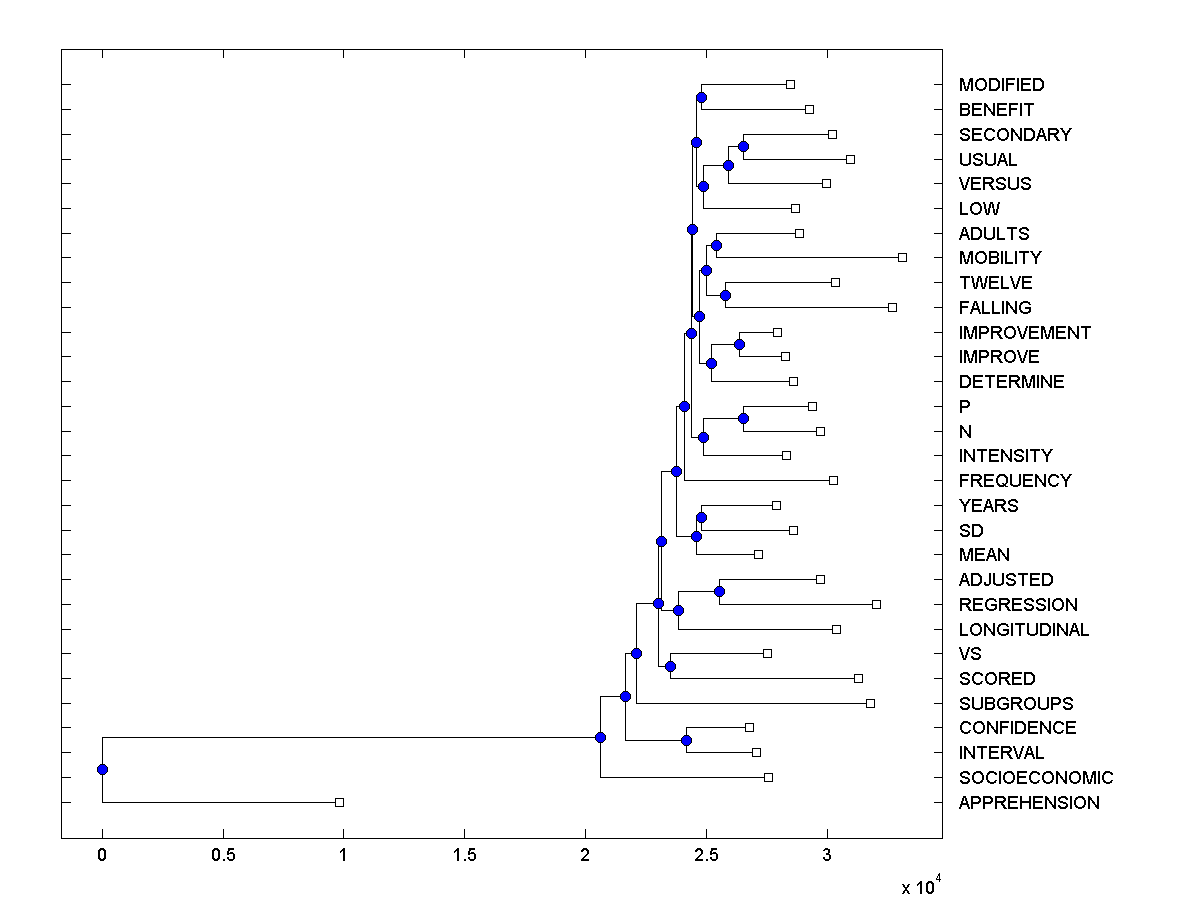 MODIFIED
BENEFIT
SECONDARY
USUAL
VERSUS
LOW
ADULTS
MOBILITY
TWELVE
FALLING
IMPROVEMENT
IMPROVE
DETERMINE
P
N
INTENSITY
FREQUENCY
YEARS
SD
MEAN
ADJUSTED
REGRESSION
LONGITUDINAL
VS
SCORED
SUBGROUPS
CONFIDENCE
INTERVAL
SOCIOECONOMIC
APPREHENSION
0 0.5 1 1.5 2 2.5 3
x 10^4